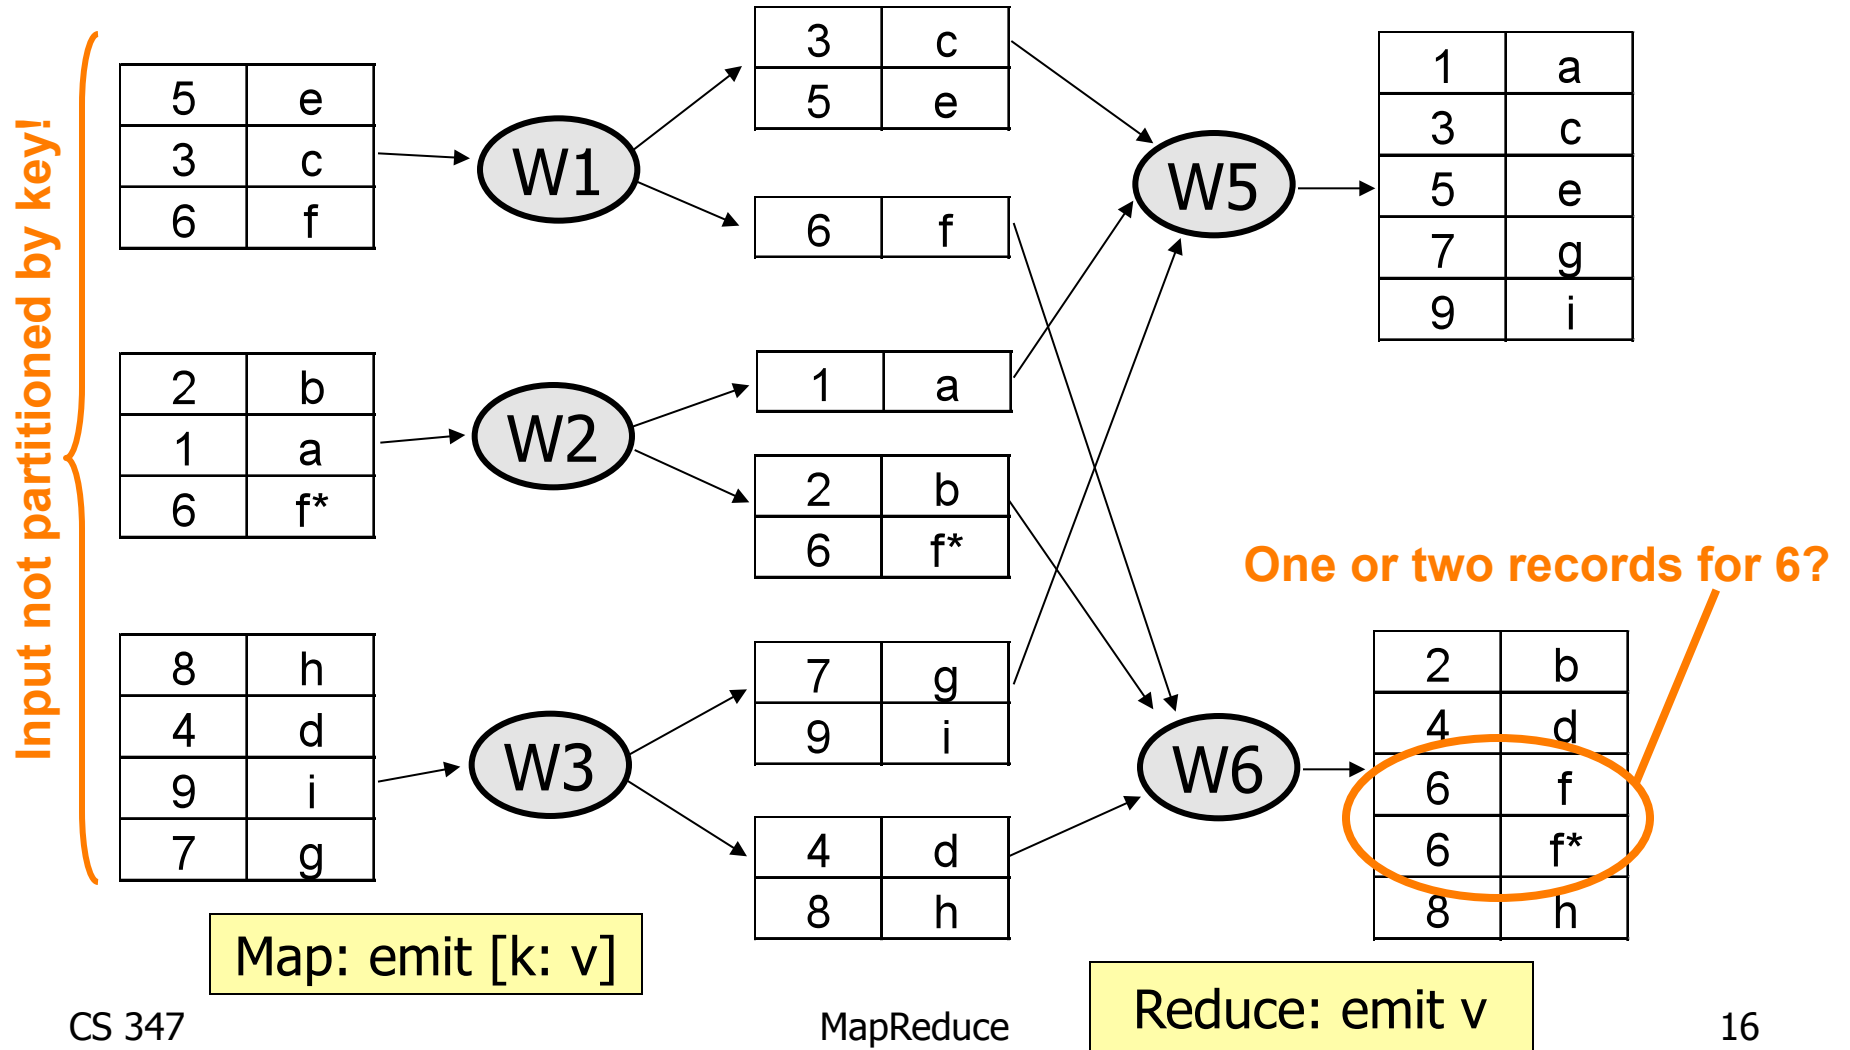 Input not partitioned by key!
5 e
3 c
6 f
2 b
1 a
6 f*
8 h
4 d
9 i
7 g
W1
W2
W3
3 c
5 e
6 f
1 a
2 b
6 f*
7 g
9 i
4 d
8 h
W5
W6
1 a
3 c
5 e
7 g
9 i
One or two records for 6?
2 b
4 d
6 f
6 f*
8 h
Map: emit [k: v]
Reduce: emit v
CS 347
MapReduce
16